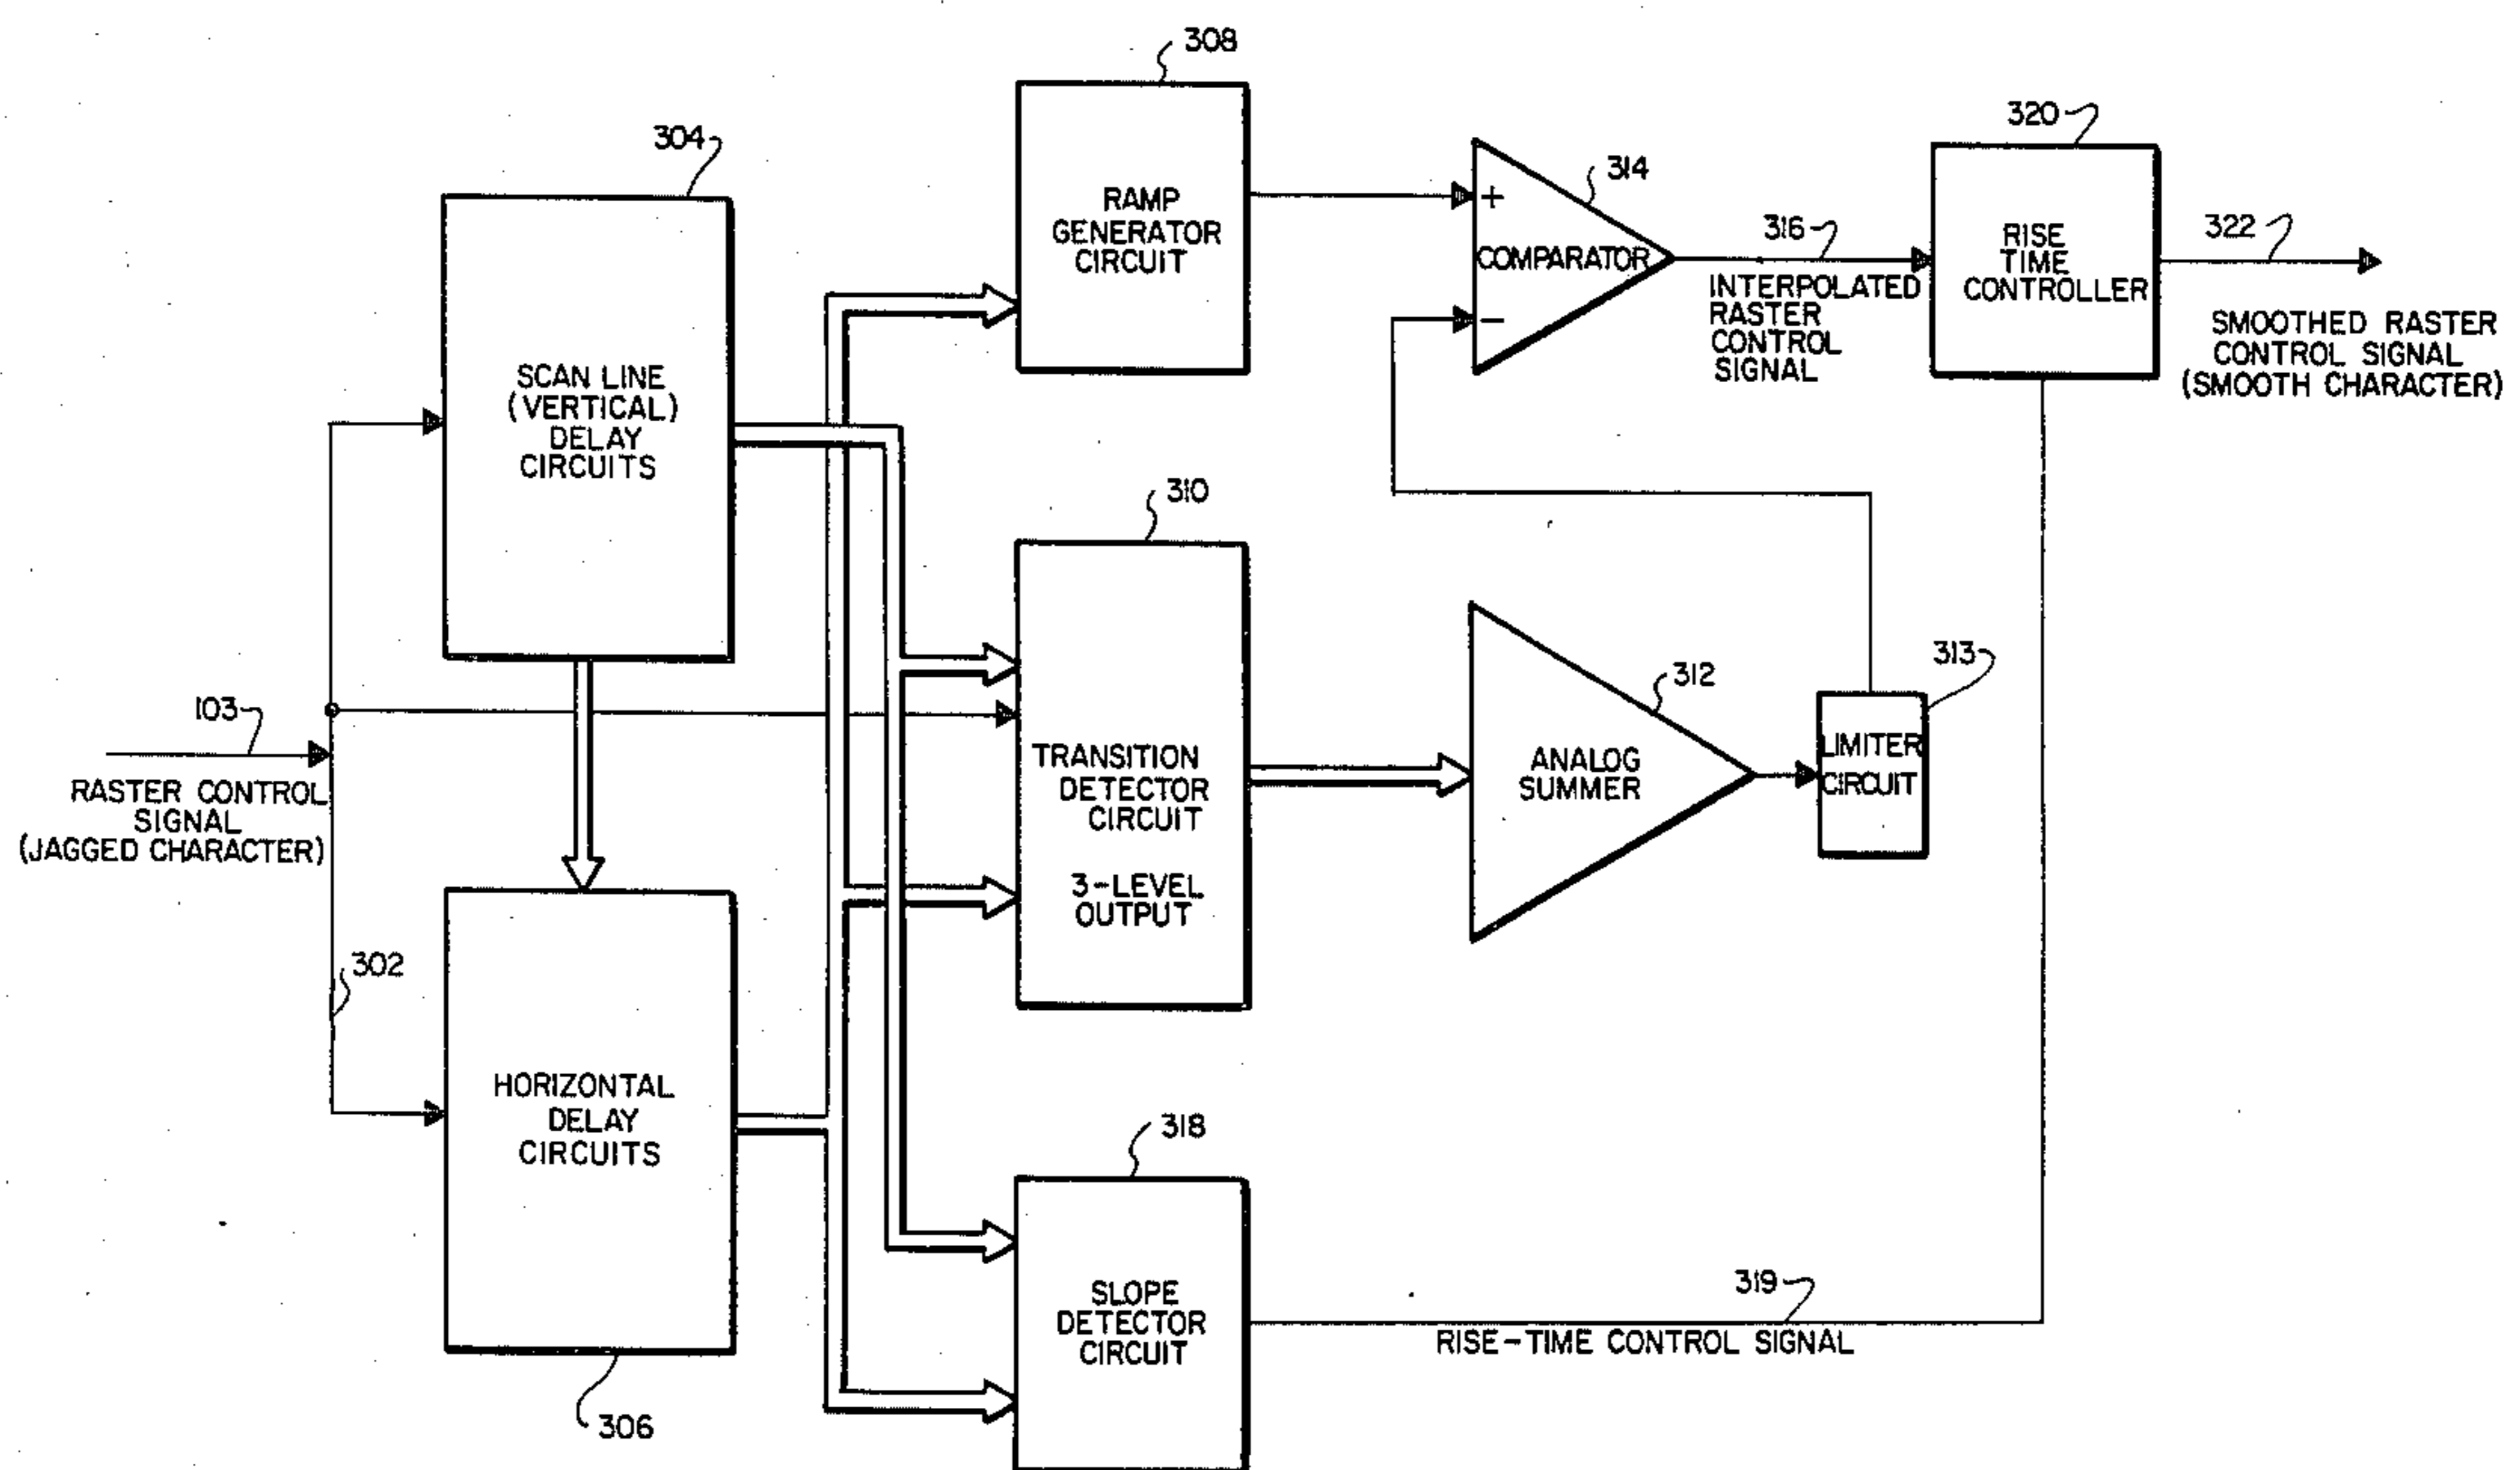 308
304
320
314
RAMP
GENERATOR
CIRCUIT
+
COMPARATOR
−
316
INTERPOLATED
RASTER
CONTROL
SIGNAL
RISE
TIME
CONTROLLER
322
SMOOTHED RASTER
CONTROL SIGNAL
(SMOOTH CHARACTER)
SCAN LINE
(VERTICAL)
DELAY
CIRCUITS
310
103
RASTER CONTROL
SIGNAL
(JAGGED CHARACTER)
TRANSITION
DETECTOR
CIRCUIT
3-LEVEL
OUTPUT
312
ANALOG
SUMMER
313
LIMITER
CIRCUIT
302
HORIZONTAL
DELAY
CIRCUITS
306
318
SLOPE
DETECTOR
CIRCUIT
319
RISE-TIME CONTROL SIGNAL